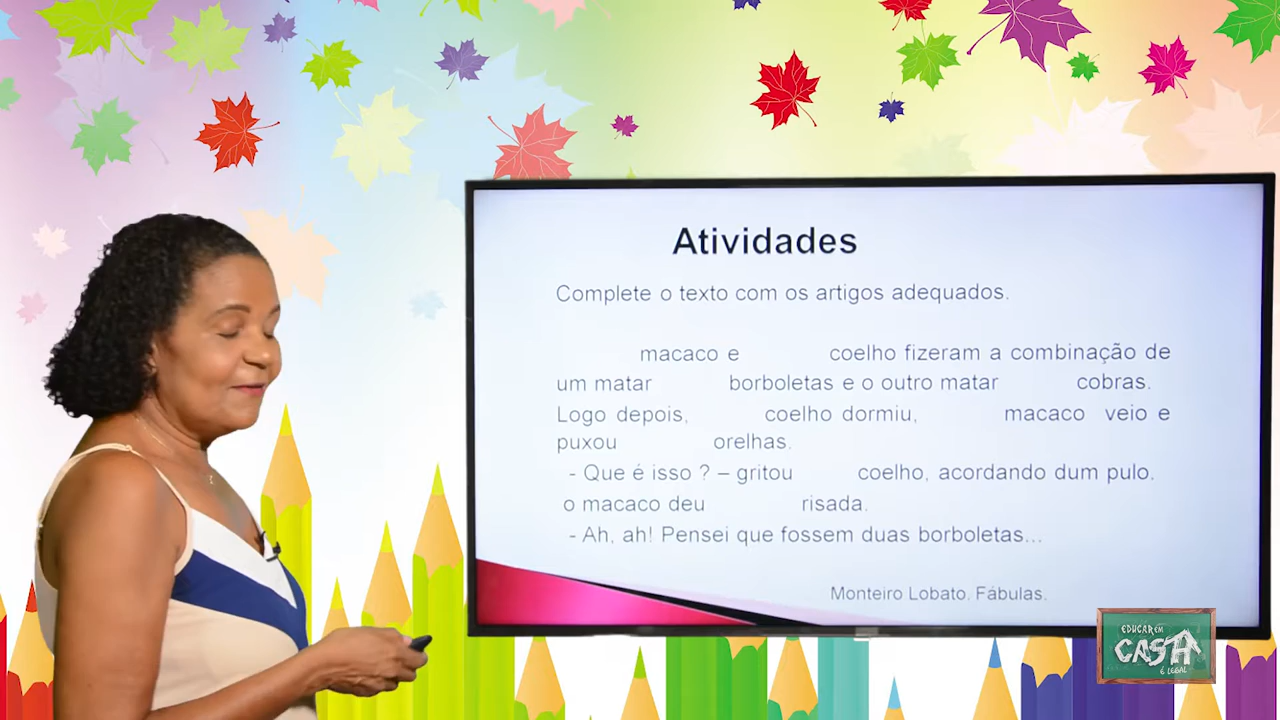 Atividades
Complete o texto com os artigos adequados.
macaco e coelho fizeram a combinação de
um matar borboletas e o outro matar cobras.
Logo depois, coelho dormiu, macaco veio e
puxou orelhas.
- Que é isso ? – gritou coelho, acordando dum pulo.
o macaco deu risada.
- Ah, ah! Pensei que fossem duas borboletas...
Monteiro Lobato. Fábulas.
EDUCAR EM
CASA
É LEGAL